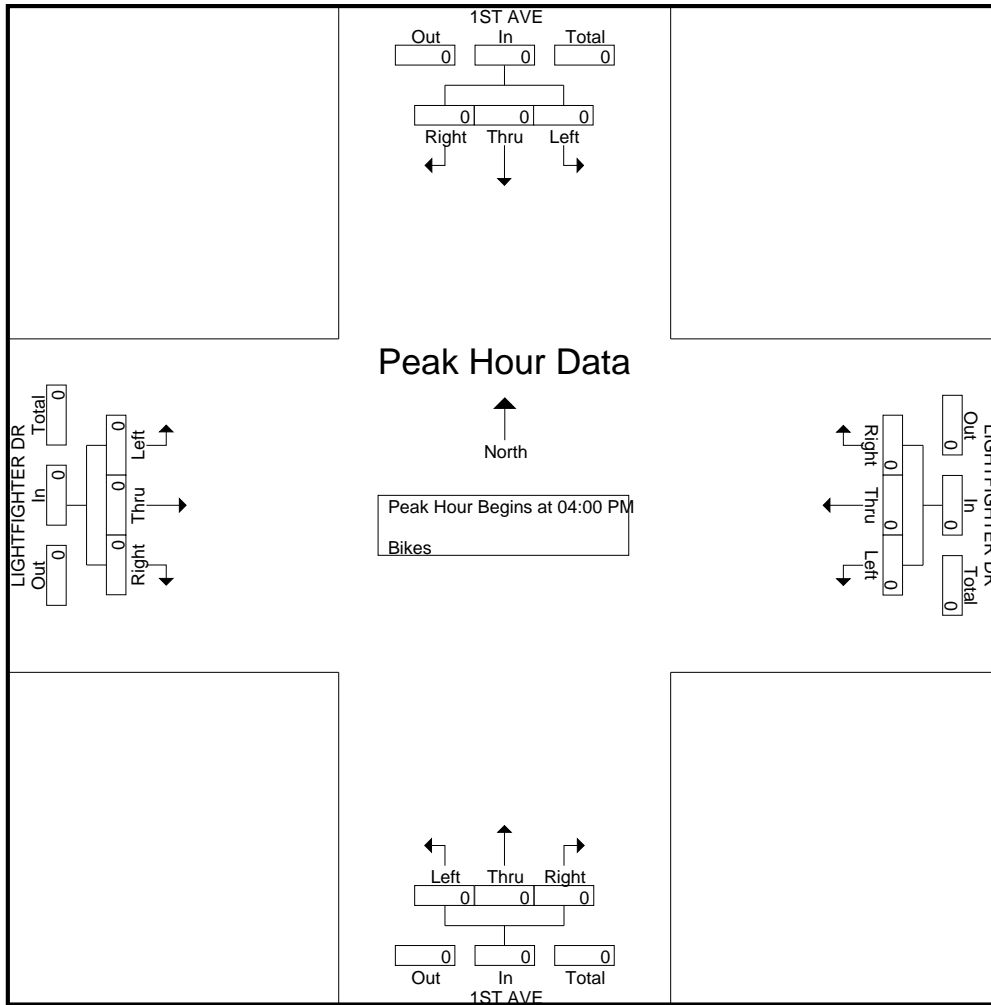 1ST AVE
Out In Total
0 0 0
0 0 0
Right Thru Left
Peak Hour Data
North
Peak Hour Begins at 04:00 PM
Bikes
LIGHTFIGHTER DR
Out In Total
0 0 0
0 0 0
Right Thru Left
LIGHTFIGHTER DR
Out In Total
0 0 0
0 0 0
Right Thru Left
Left Thru Right
0 0 0
0 0 0
Out In Total
1ST AVE